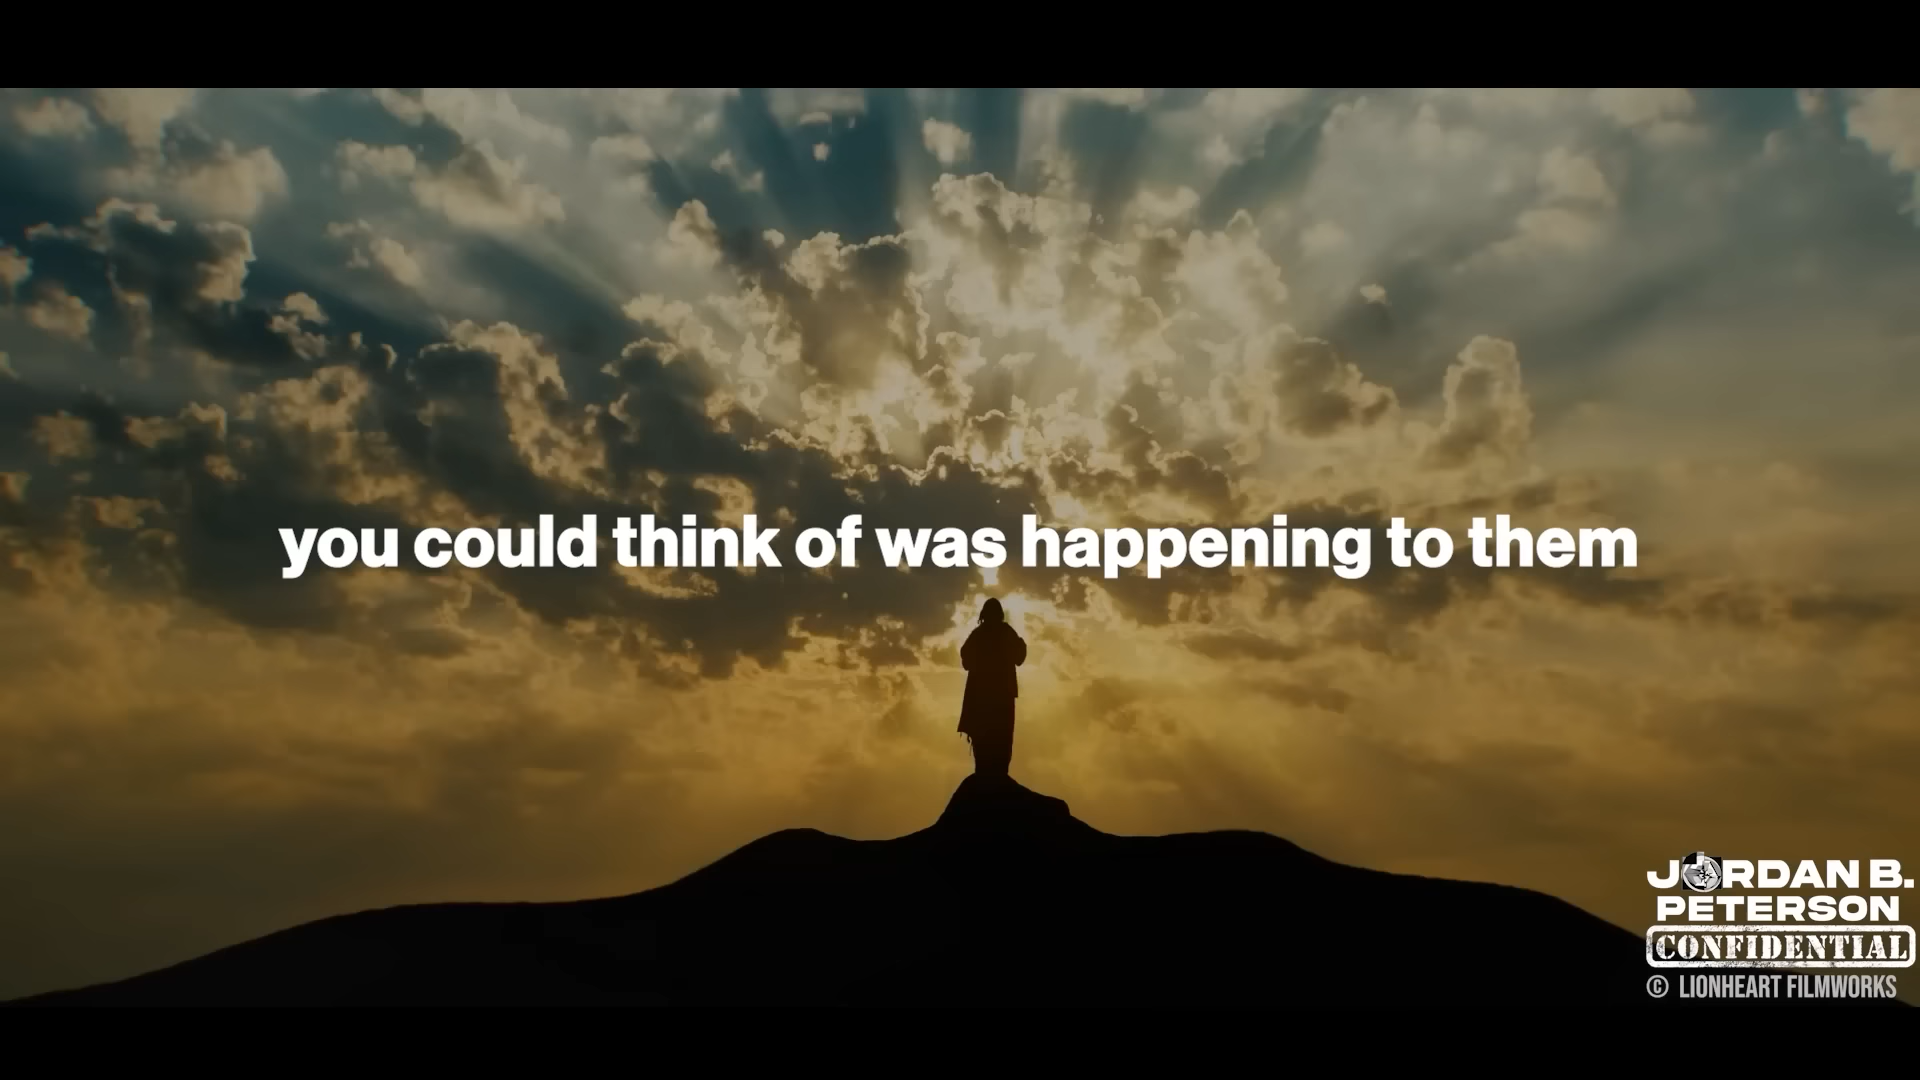 you could think of was happening to them
JORDAN B.
PETERSON
CONFIDENTIAL
© LIONHEART FILMWORKS